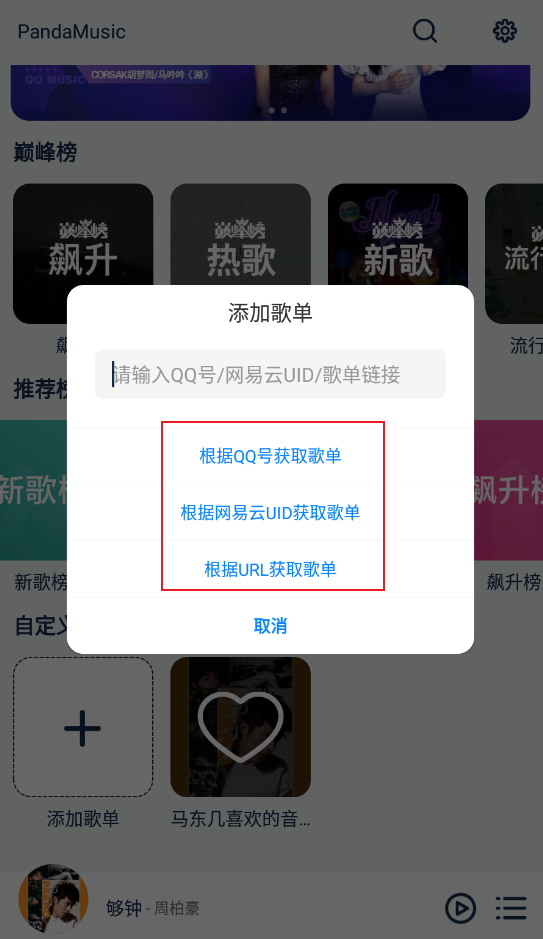 PandaMusic
QQ MUSIC
CORSAK胡梦周/马吟吟《溯》
巅峰榜
巅峰榜
飙升
巅峰榜
热歌
Mood
巅峰榜
新歌
流行
飙
流行
添加歌单
请输入QQ号/网易云UID/歌单链接
推荐榜
根据QQ号获取歌单
新歌榜
飙升榜
根据网易云UID获取歌单
根据URL获取歌单
新歌榜
飙升榜
自定义
取消
添加歌单
马东几喜欢的音...
够钟 - 周柏豪